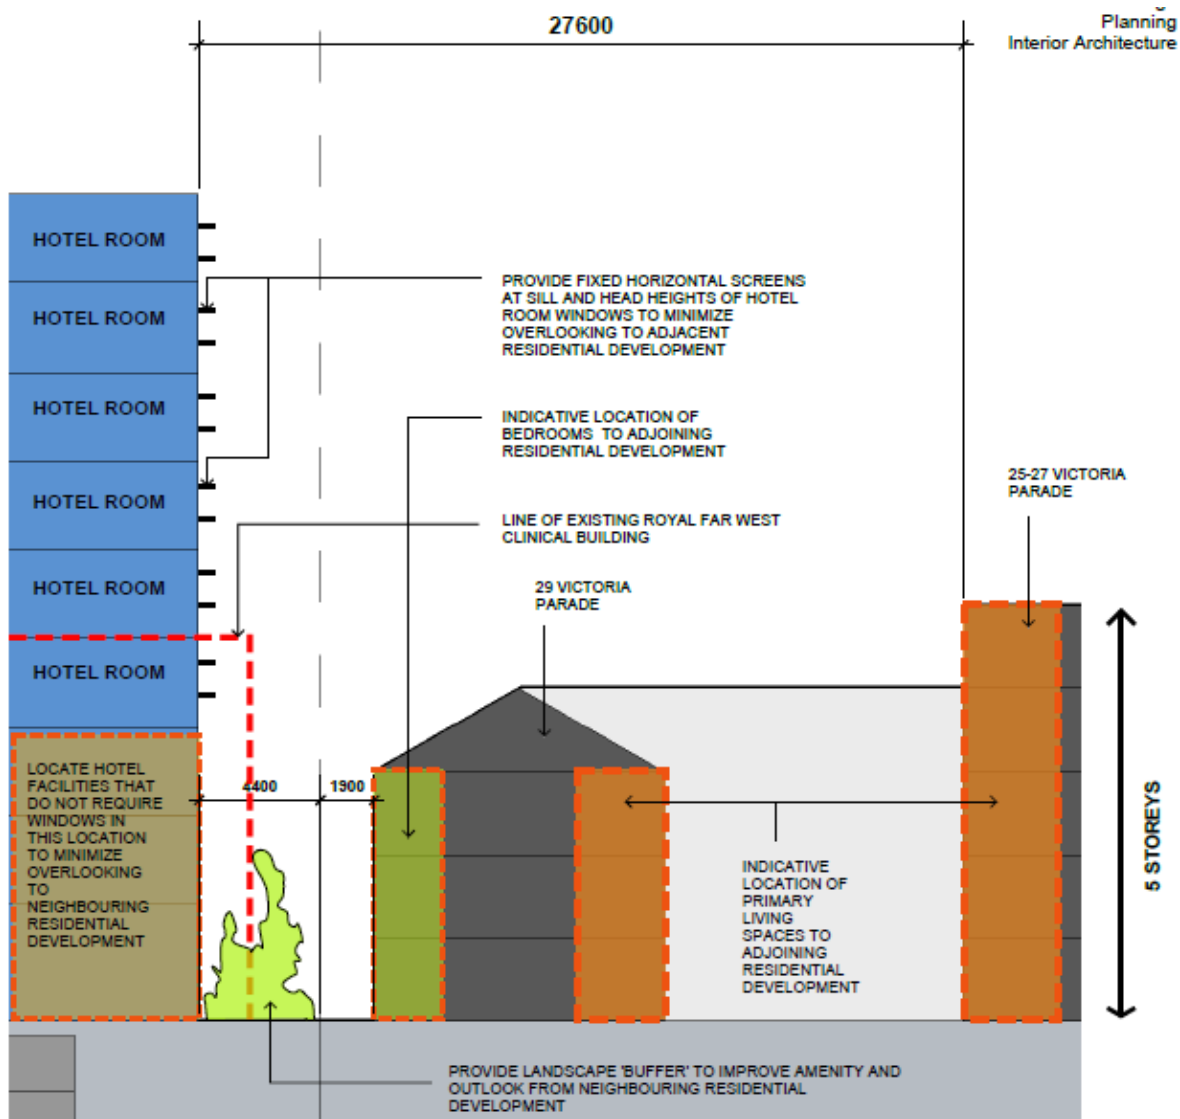 27600
Planning
Interior Architecture
HOTEL ROOM
HOTEL ROOM
HOTEL ROOM
HOTEL ROOM
HOTEL ROOM
HOTEL ROOM
PROVIDE FIXED HORIZONTAL SCREENS
AT SILL AND HEAD HEIGHTS OF HOTEL
ROOM WINDOWS TO MINIMIZE
OVERLOOKING TO ADJACENT
RESIDENTIAL DEVELOPMENT
INDICATIVE LOCATION OF
BEDROOMS TO ADJOINING
RESIDENTIAL DEVELOPMENT
25-27 VICTORIA
PARADE
LINE OF EXISTING ROYAL FAR WEST
CLINICAL BUILDING
29 VICTORIA
PARADE
LOCATE HOTEL
FACILITIES THAT
DO NOT REQUIRE
WINDOWS IN
THIS LOCATION
TO MINIMIZE
OVERLOOKING
TO
NEIGHBOURING
RESIDENTIAL
DEVELOPMENT
4400
1900
INDICATIVE
LOCATION OF
PRIMARY
LIVING
SPACES TO
ADJOINING
RESIDENTIAL
DEVELOPMENT
5 STOREYS
PROVIDE LANDSCAPE 'BUFFER' TO IMPROVE AMENITY AND
OUTLOOK FROM NEIGHBOURING RESIDENTIAL
DEVELOPMENT